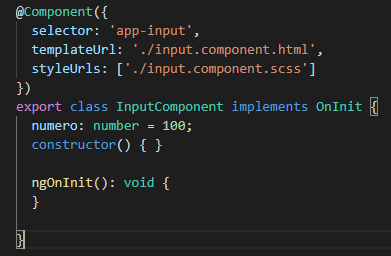 @Component({
  selector: 'app-input',
  templateUrl: './input.component.html',
  styleUrls: ['./input.component.scss']
})
export class InputComponent implements OnInit {
  numero: number = 100;
  constructor() { }

  ngOnInit(): void {
  }

}